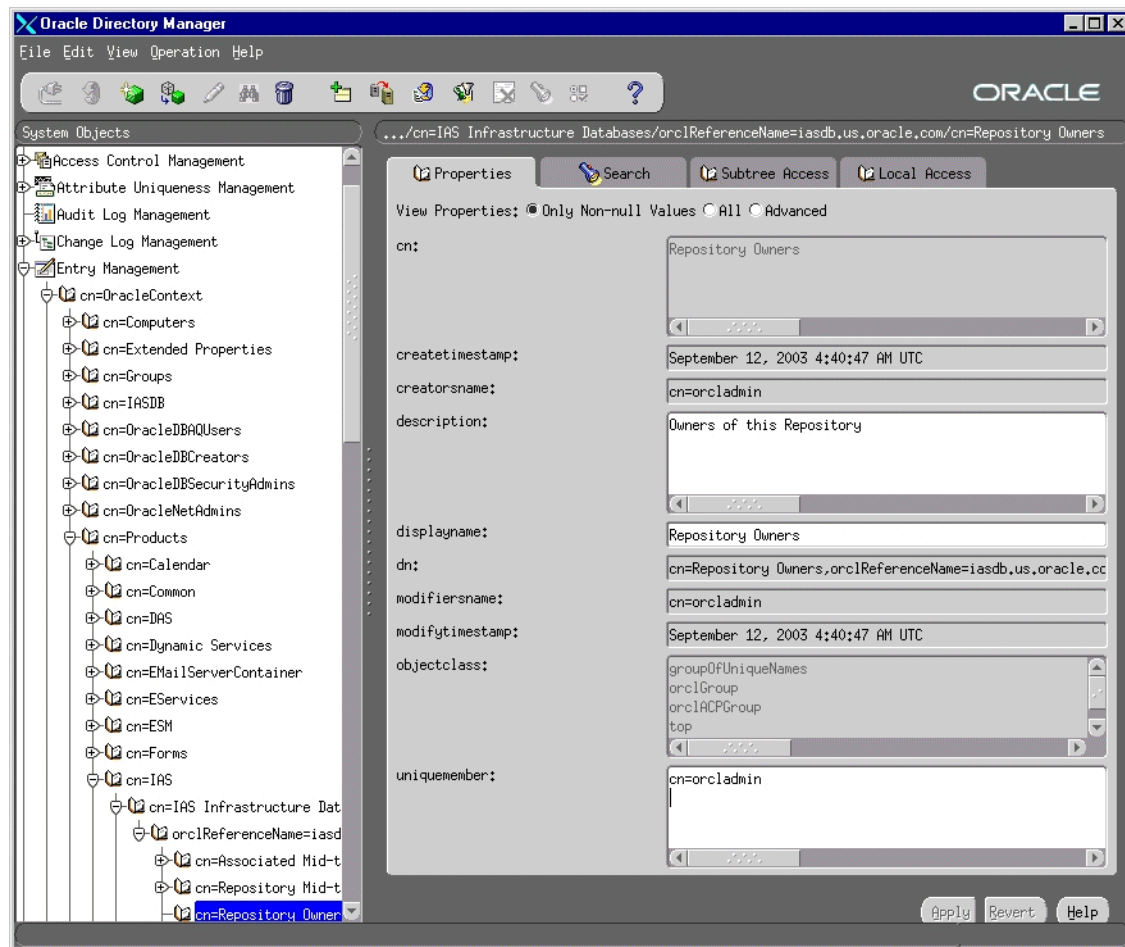 Oracle Directory Manager
File Edit View Operation Help
ORACLE
System Objects
.../cn=IAS Infrastructure Databases/orclReferenceName=iasdb.us.oracle.com/cn=Repository Owners
Access Control Management
Attribute Uniqueness Management
Audit Log Management
Change Log Management
Entry Management
cn=OracleContext
cn=Computers
cn=Extended Properties
cn=Groups
cn=IASDB
cn=OracleDBAQUsers
cn=OracleDBCreators
cn=OracleDBSecurityAdmins
cn=OracleNetAdmins
cn=Products
cn=Calendar
cn=Common
cn=DAS
cn=Dynamic Services
cn=EMailServerContainer
cn=EServices
cn=ESM
cn=Forms
cn=IAS
cn=IAS Infrastructure Dat
orclReferenceName=iasd
cn=Associated Mid-t
cn=Repository Mid-t
cn=Repository Owner
Properties Search Subtree Access Local Access
View Properties: Only Non-null Values All Advanced
cn: Repository Owners
createtimestamp: September 12, 2003 4:40:47 AM UTC
creatorsname: cn=orcladmin
description: Owners of this Repository
displayname: Repository Owners
dn: cn=Repository Owners,orclReferenceName=iasdb.us.oracle.cc
modifiersname: cn=orcladmin
modifytimestamp: September 12, 2003 4:40:47 AM UTC
objectclass: groupOfUniqueNames
orclGroup
orclACPGroup
top
uniquemember: cn=orcladmin
Apply Revert Help